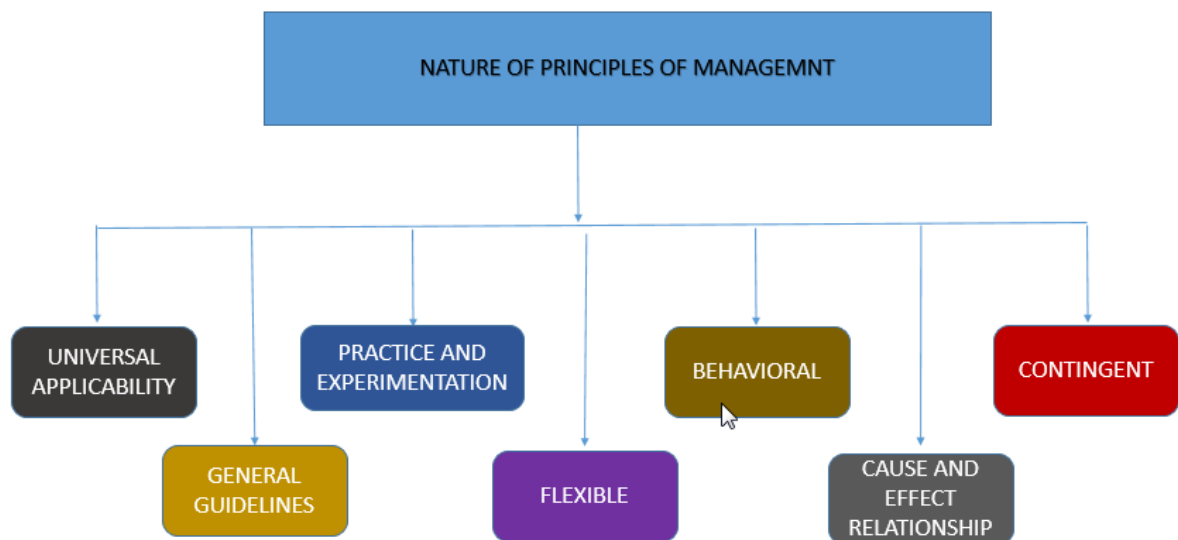 NATURE OF PRINCIPLES OF MANAGEMNT
UNIVERSAL
APPLICABILITY
GENERAL
GUIDELINES
PRACTICE AND
EXPERIMENTATION
FLEXIBLE
BEHAVIORAL
CAUSE AND
EFFECT
RELATIONSHIP
CONTINGENT